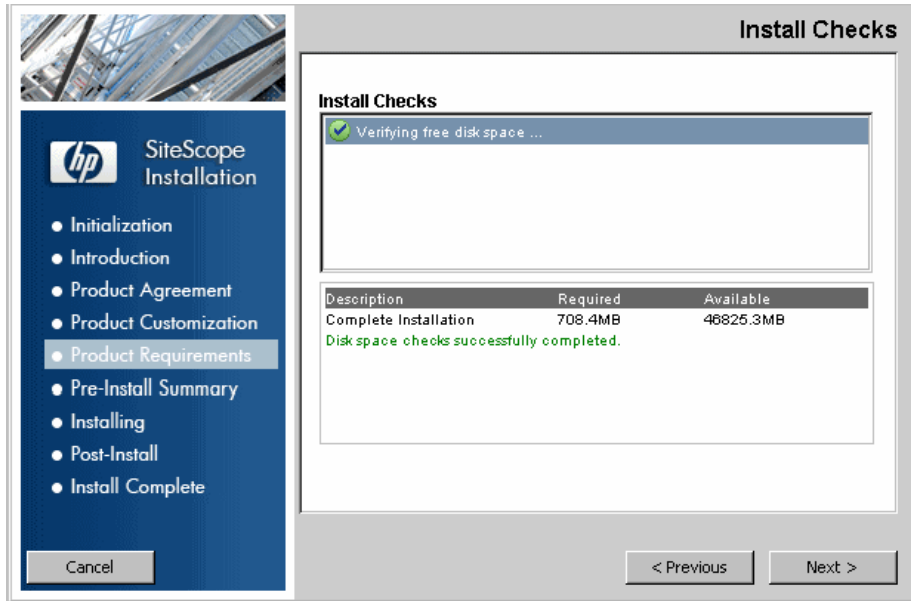 Install Checks
hp
SiteScope
Installation
Initialization
Introduction
Product Agreement
Product Customization
Product Requirements
Pre-Install Summary
Installing
Post-Install
Install Complete
Install Checks
Verifying free disk space ...
Description Required Available
Complete Installation 708.4MB 46825.3MB
Disk space checks successfully completed.
Cancel
< Previous
Next >